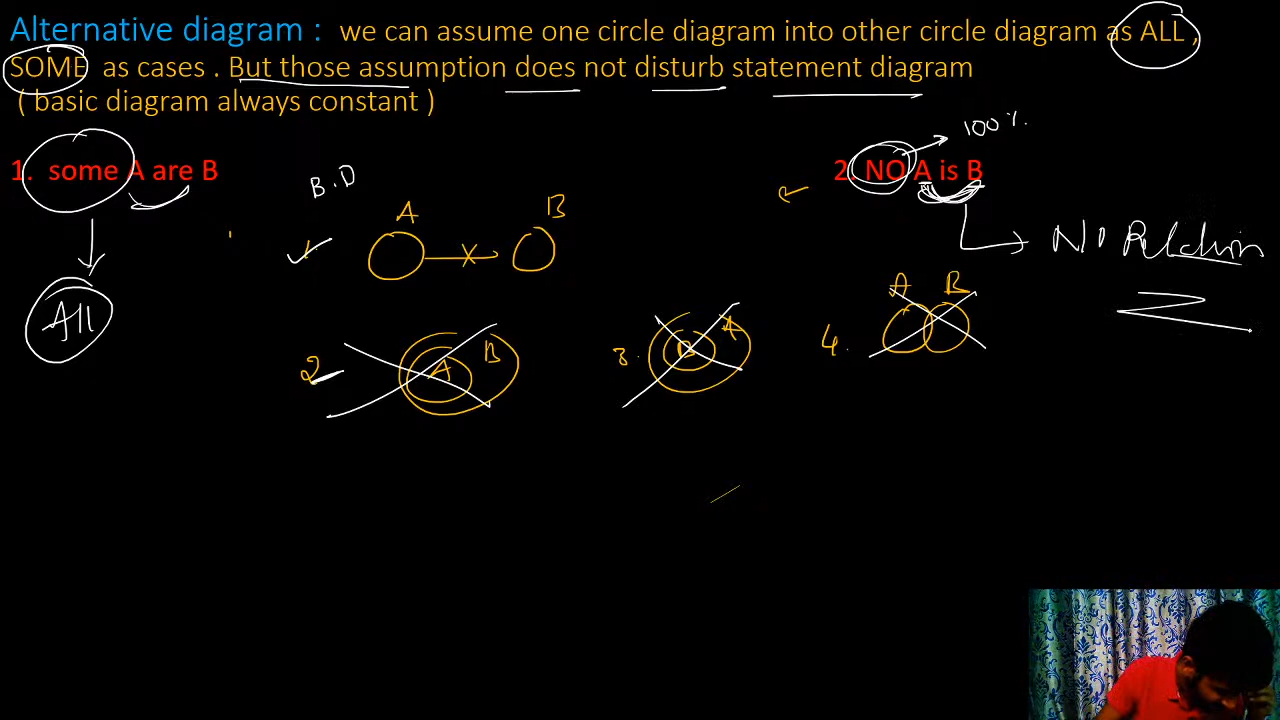 Alternative diagram : we can assume one circle diagram into other circle diagram as ALL ,
SOME as cases . But those assumption does not disturb statement diagram
( basic diagram always constant )
100 %.
1. some A are B
2. NO A is B
B.D
A B
No Relation
All
A B
2. A B
3. B A
4.